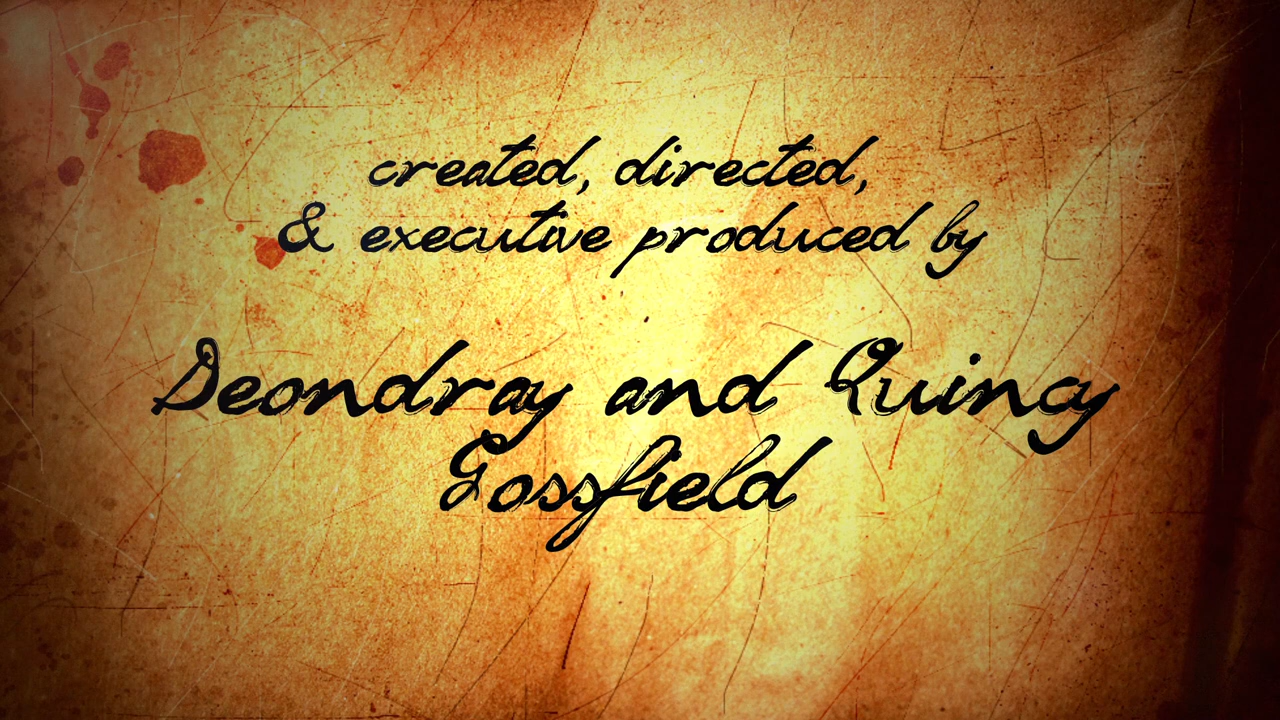 created, directed,
& executive produced by
Deondray and Quincy
Gossfield